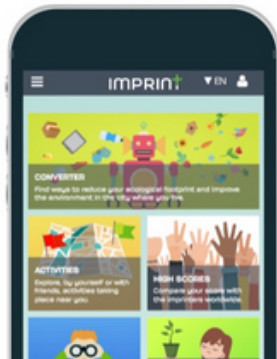 IMPRINT+
▼EN
CONVERTER
Find ways to reduce your ecological footprint and improve
the environment in the city where you live.
ACTIVITIES
Explore, by yourself or with
friends, activities taking
place near you.
HIGH SCORES
Compare your score with
the imprinters worldwide.